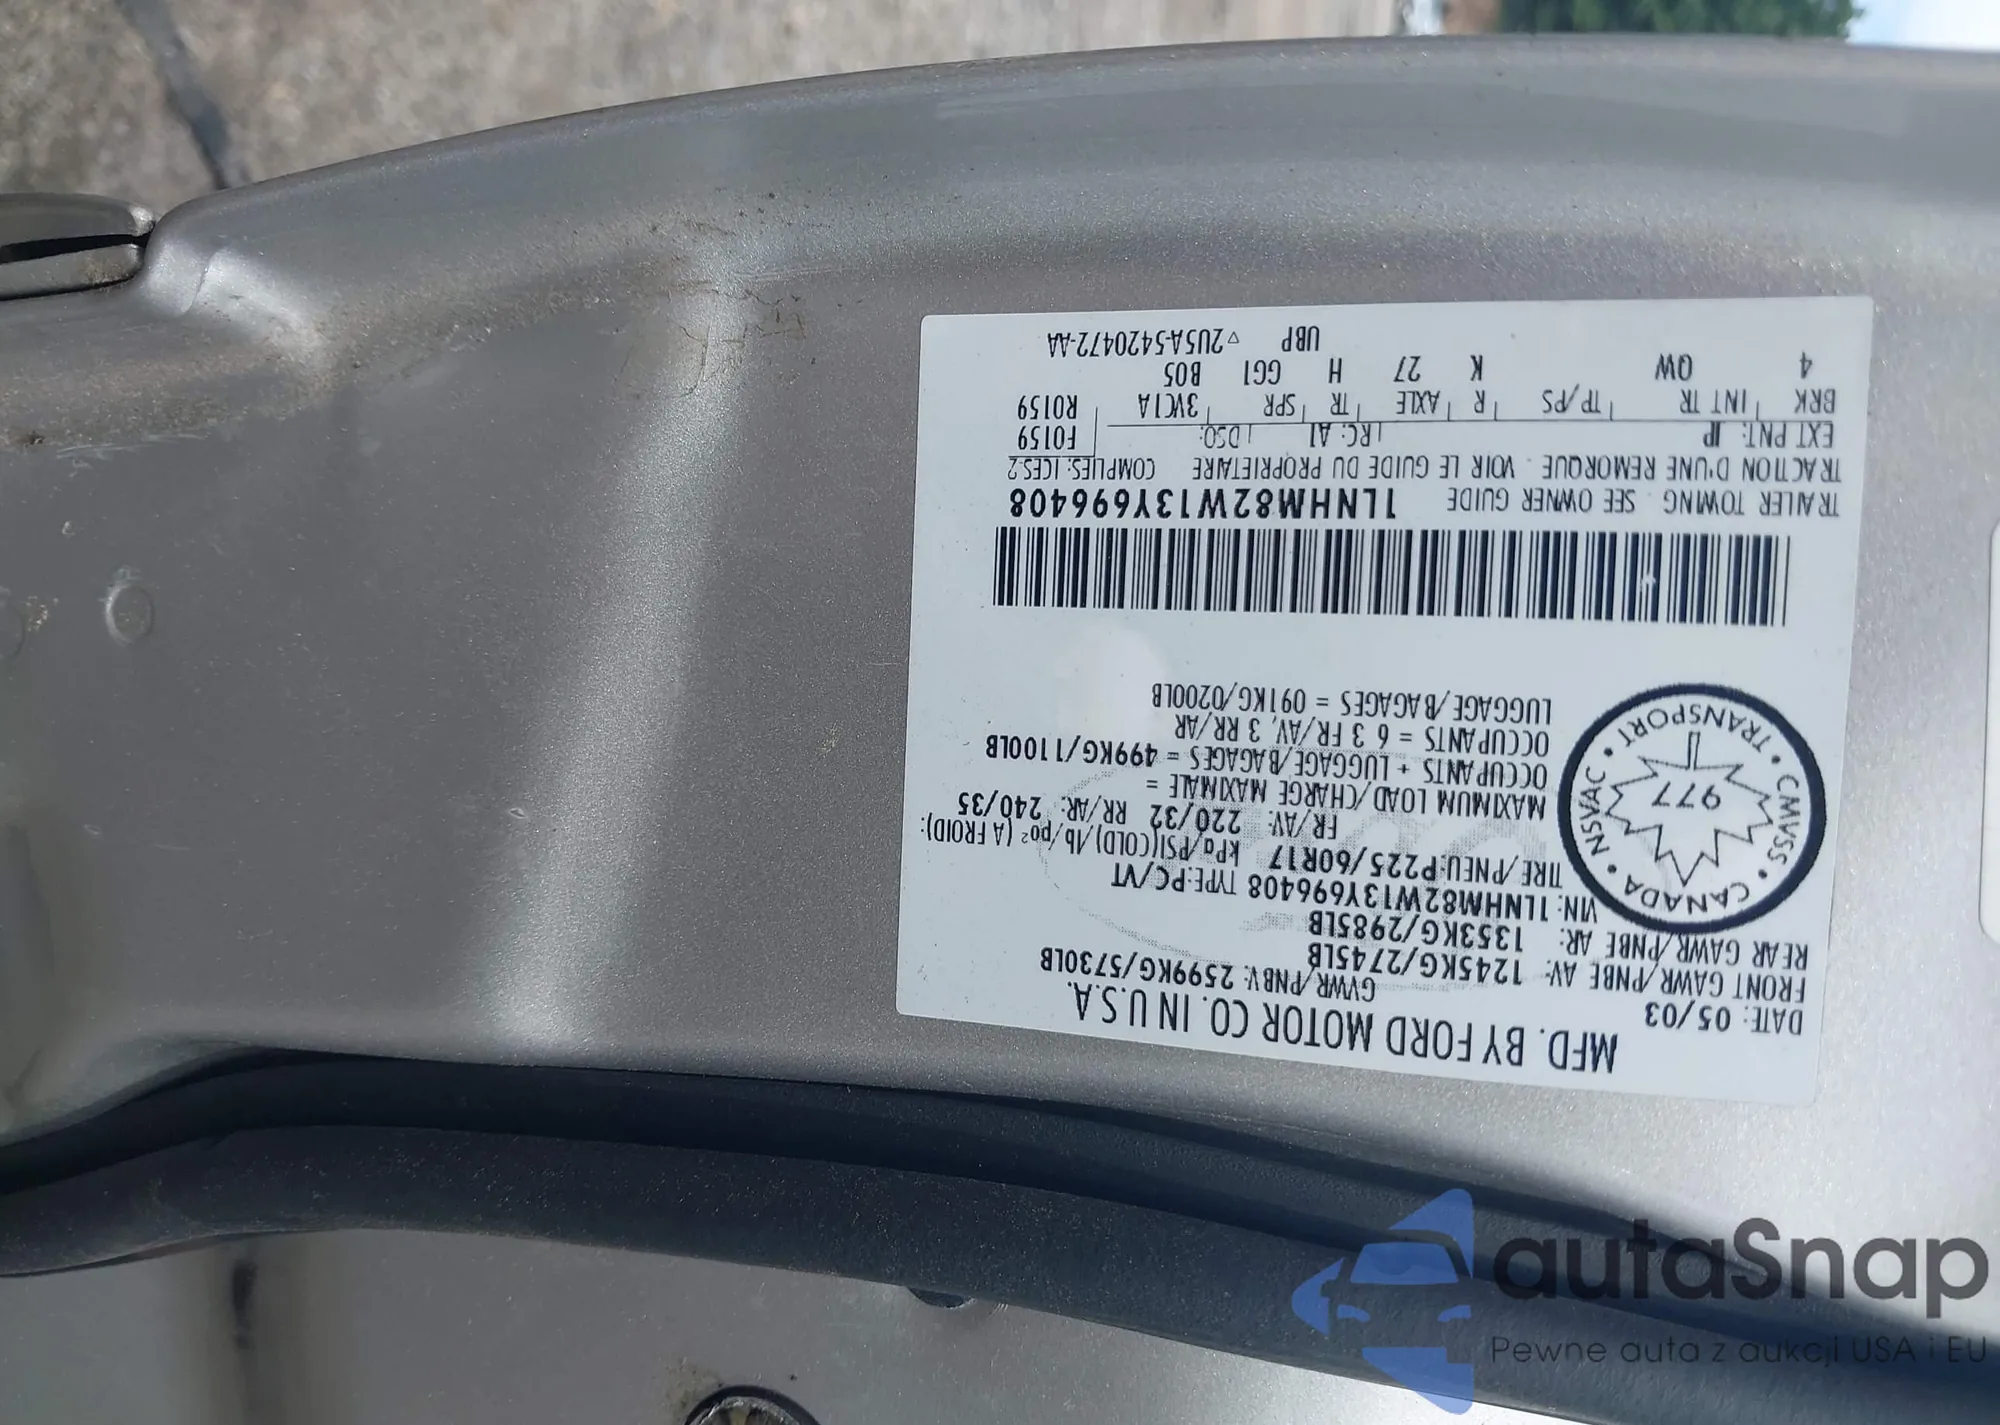 MFD. BY FORD MOTOR CO. IN U.S.A.
DATE: 05/03 GVWR/PNBV: 2599KG/5730LB
FRONT GAWR/PNBE AV: 1245KG/2745LB
REAR GAWR/PNBE AR: 1353KG/2985LB
VIN: 1LNHM82W13Y696408 TYPE:PC/VT
TIRE/PNEU:P225/60R17 kPa/PSI(COLD)/lb/po² (A FROID):
FR/AV: 220/32 RR/AR: 240/35
MAXIMUM LOAD/CHARGE MAXIMALE =
OCCUPANTS + LUGGAGE/BAGAGES = 499KG/1100LB
OCCUPANTS = 6 3 FR/AV, 3 RR/AR
LUGGAGE/BAGAGES = 091KG/0200LB
CANADA • NSVAC • TRANSPORT • CMVSS •
977
TRAILER TOWING - SEE OWNER GUIDE 1LNHM82W13Y696408
TRACTION D'UNE REMORQUE - VOIR LE GUIDE DU PROPRIETAIRE COMPLIES: ICES-2
EXT PNT: JP RC: A1 DSO: F0159
BRK INT TR TP/PS R AXLE TR SPR 3VC1A R0159
4 QW K 27 H GG1 B05
UBP ▽2U5A-5420472-AA
autaSnap
Pewne auta z aukcji USA i EU